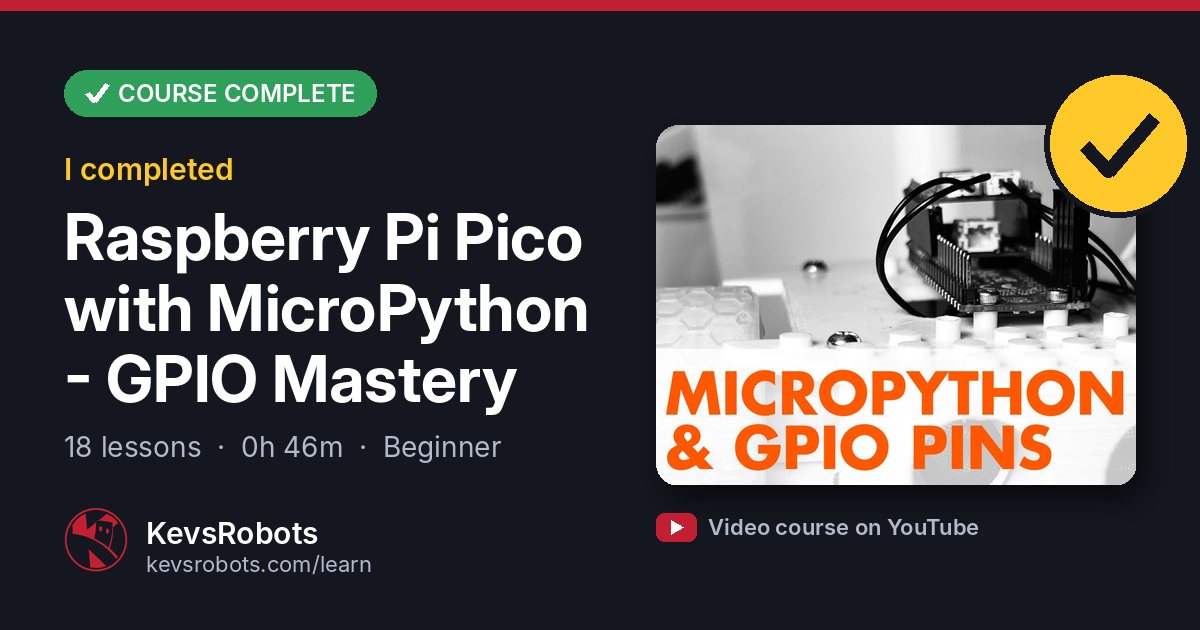 COURSE COMPLETE
I completed
Raspberry Pi Pico
with MicroPython
- GPIO Mastery
18 lessons · 0h 46m · Beginner
KevsRobots
kevsrobots.com/learn
MICROPYTHON
& GPIO PINS
Video course on YouTube